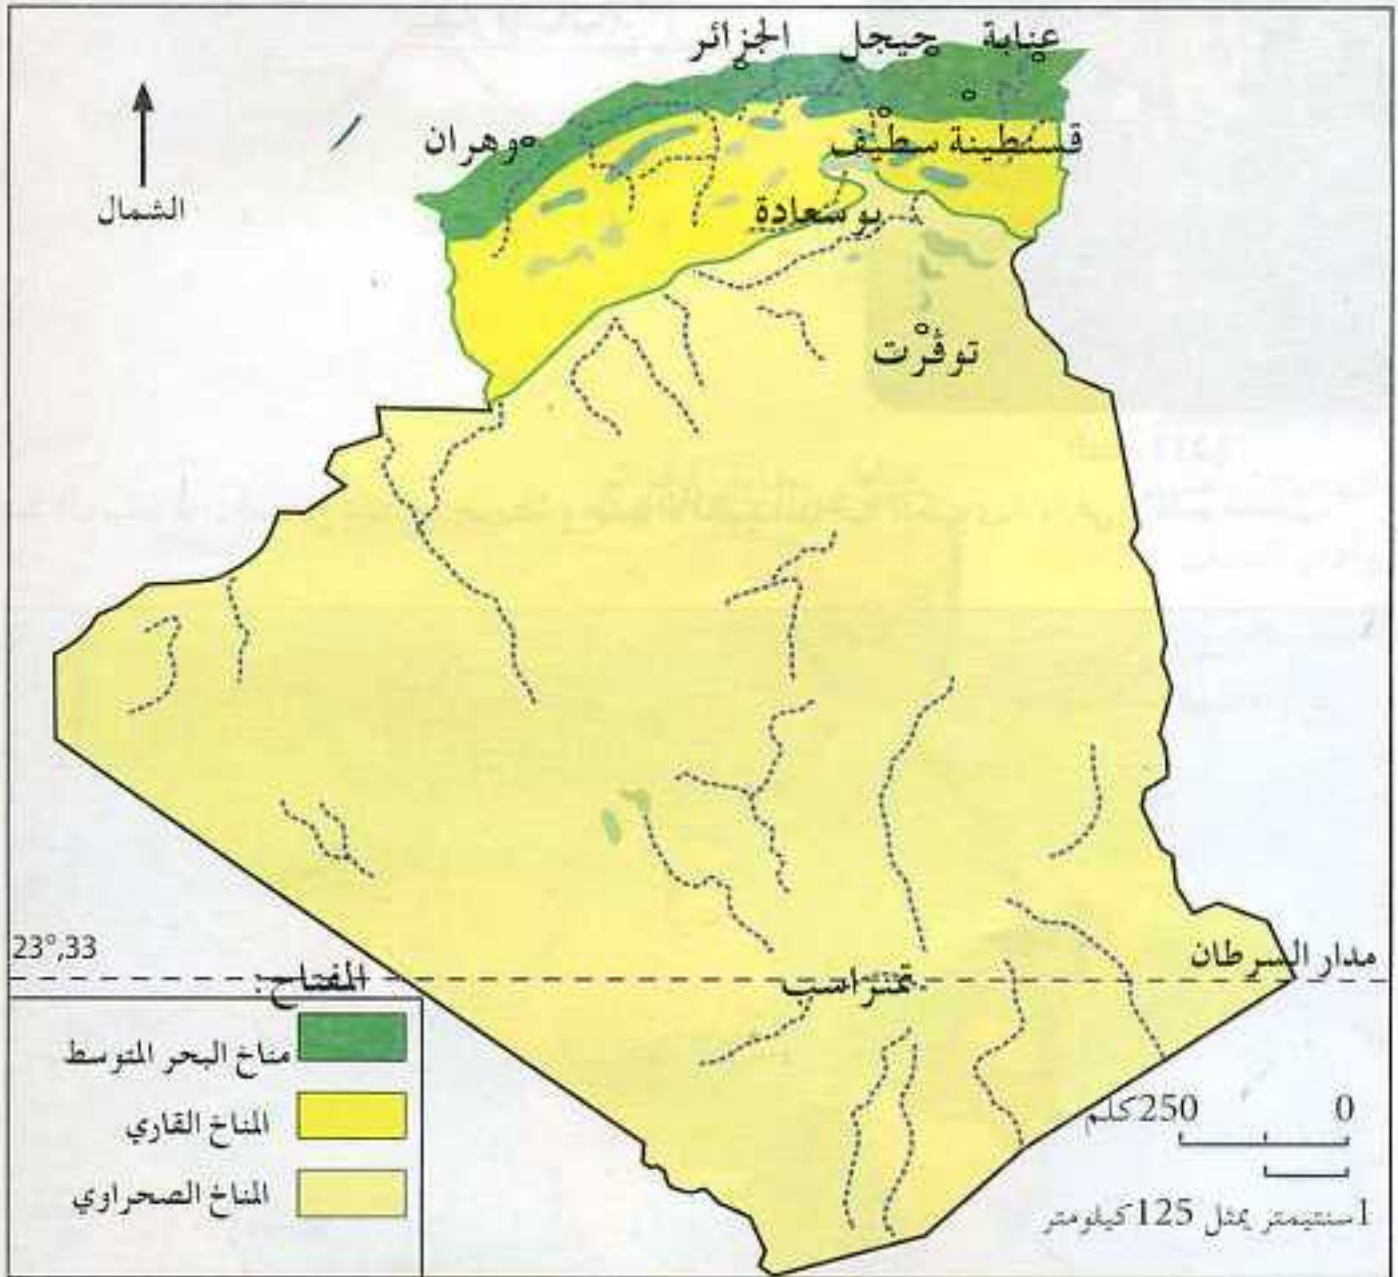 عنابة
جيجل
الجزائر
قسنطينة
سطيف
وهران
الشمال
بوسعادة
توڤرت
23°,33
مدار السرطان
تمنراست
المفتاح:
مناخ البحر المتوسط
المناخ القاري
المناخ الصحراوي
0 250كلم
1سنتيمتر يمثل 125 كيلومتر